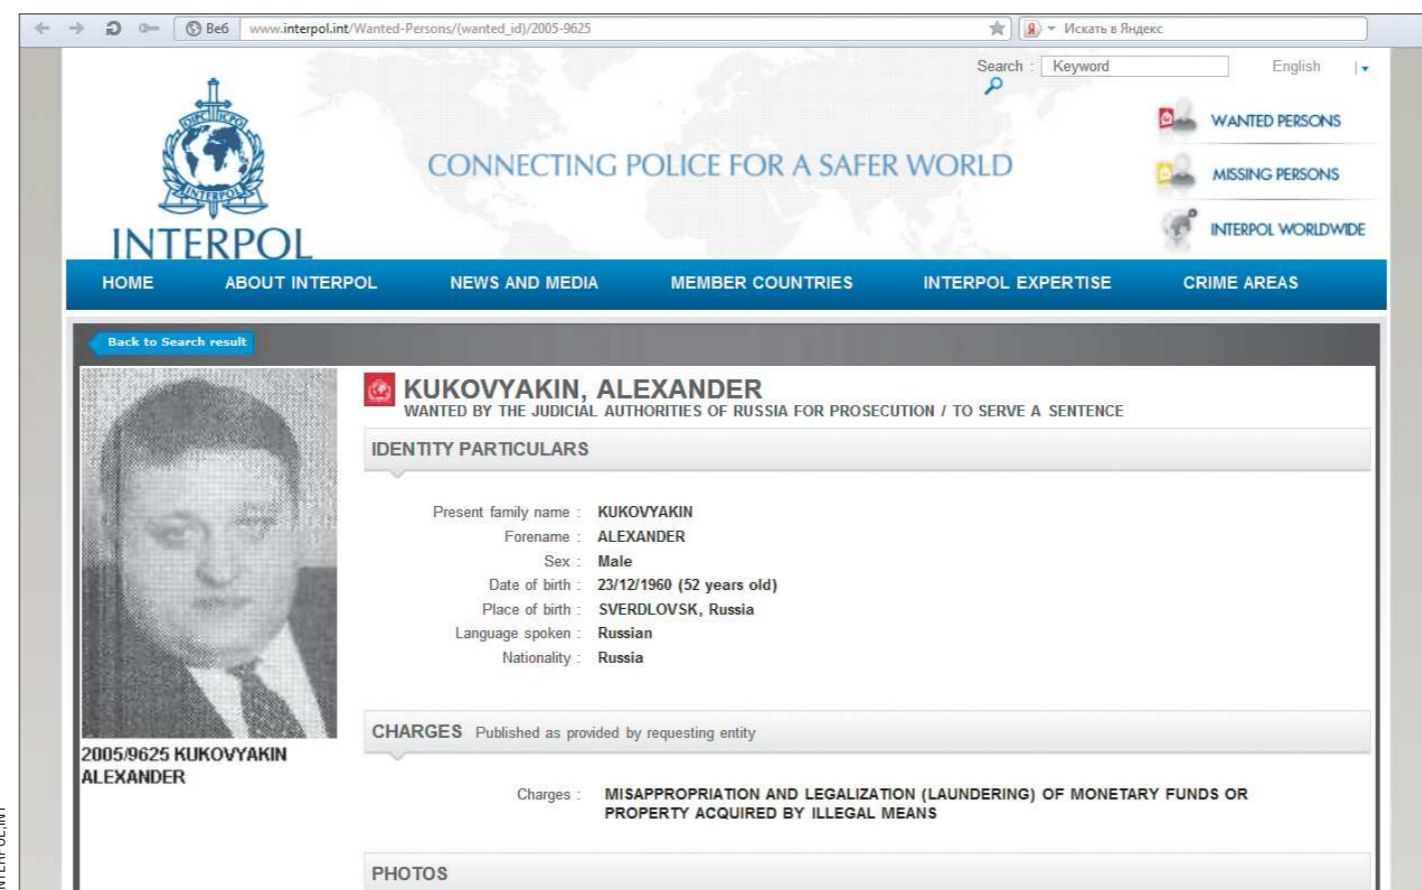 Веб www.interpol.int/Wanted-Persons/(wanted_id)/2005-9625 Я Искать в Яндекс
Search : Keyword English
OIPC ICPO
INTERPOL
INTERPOL
CONNECTING POLICE FOR A SAFER WORLD
WANTED PERSONS
MISSING PERSONS
INTERPOL WORLDWIDE
HOME ABOUT INTERPOL NEWS AND MEDIA MEMBER COUNTRIES INTERPOL EXPERTISE CRIME AREAS
Back to Search result
KUKOVYAKIN, ALEXANDER
WANTED BY THE JUDICIAL AUTHORITIES OF RUSSIA FOR PROSECUTION / TO SERVE A SENTENCE
IDENTITY PARTICULARS
Present family name : KUKOVYAKIN
Forename : ALEXANDER
Sex : Male
Date of birth : 23/12/1960 (52 years old)
Place of birth : SVERDLOVSK, Russia
Language spoken : Russian
Nationality : Russia
2005/9625 KUKOVYAKIN
ALEXANDER
CHARGES Published as provided by requesting entity
Charges : MISAPPROPRIATION AND LEGALIZATION (LAUNDERING) OF MONETARY FUNDS OR
PROPERTY ACQUIRED BY ILLEGAL MEANS
PHOTOS